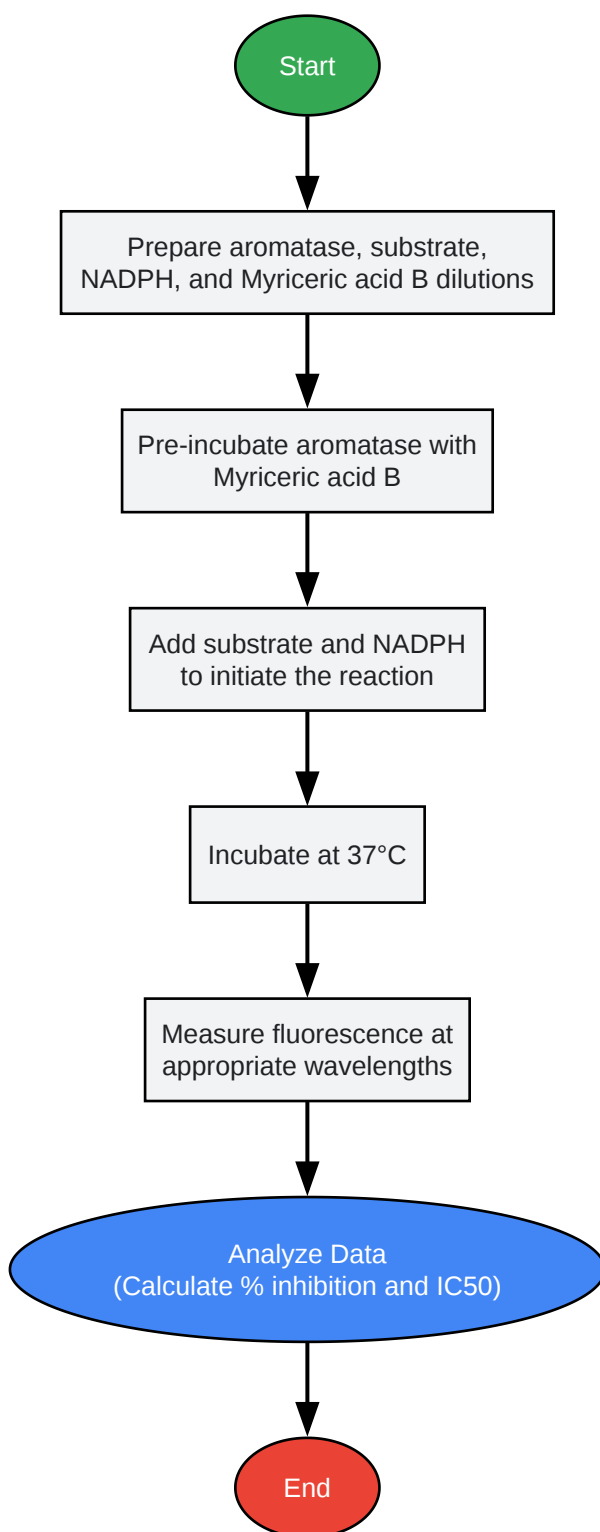 Start
Prepare aromatase, substrate,
NADPH, and Myriceric acid B dilutions
Pre-incubate aromatase with
Myriceric acid B
Add substrate and NADPH
to initiate the reaction
Incubate at 37°C
Measure fluorescence at
appropriate wavelengths
Analyze Data
(Calculate % inhibition and IC50)
End